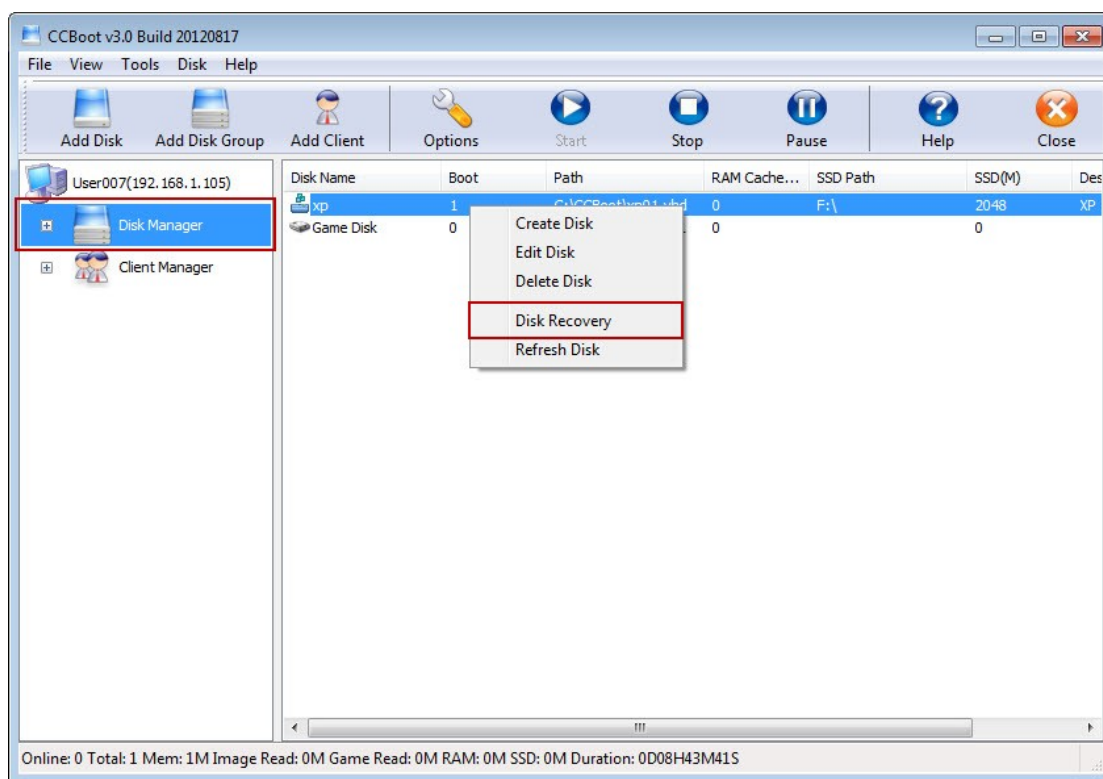 CCBoot v3.0 Build 20120817
File View Tools Disk Help
Add Disk Add Disk Group Add Client Options Start Stop Pause Help Close
User007(192.168.1.105)
Disk Manager
Client Manager
Disk Name Boot Path RAM Cache... SSD Path SSD(M) Des
xp 1 0 F:\ 2048 XP
Game Disk 0 0 0
Create Disk
Edit Disk
Delete Disk
Disk Recovery
Refresh Disk
Online: 0 Total: 1 Mem: 1M Image Read: 0M Game Read: 0M RAM: 0M SSD: 0M Duration: 0D08H43M41S